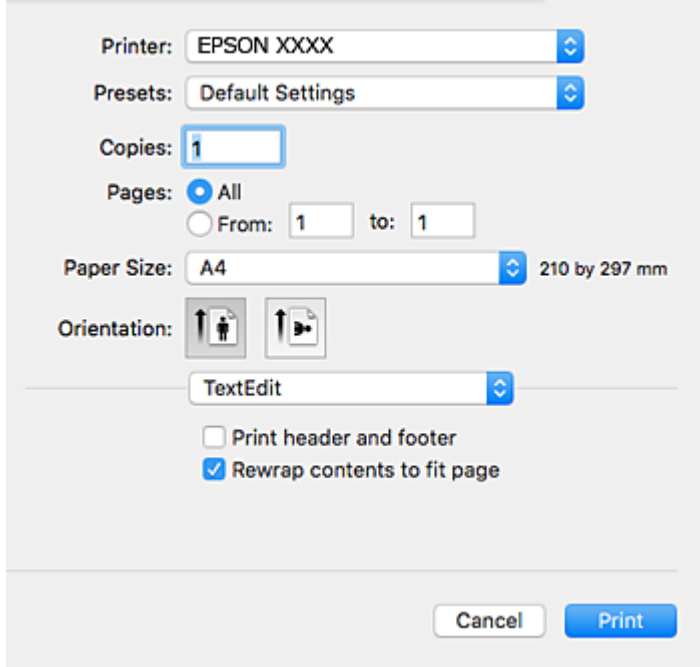 Printer: EPSON XXXX
Presets: Default Settings
Copies: 1
Pages: All
From: 1 to: 1
Paper Size: A4 210 by 297 mm
Orientation:
TextEdit
Print header and footer
Rewrap contents to fit page
Cancel Print